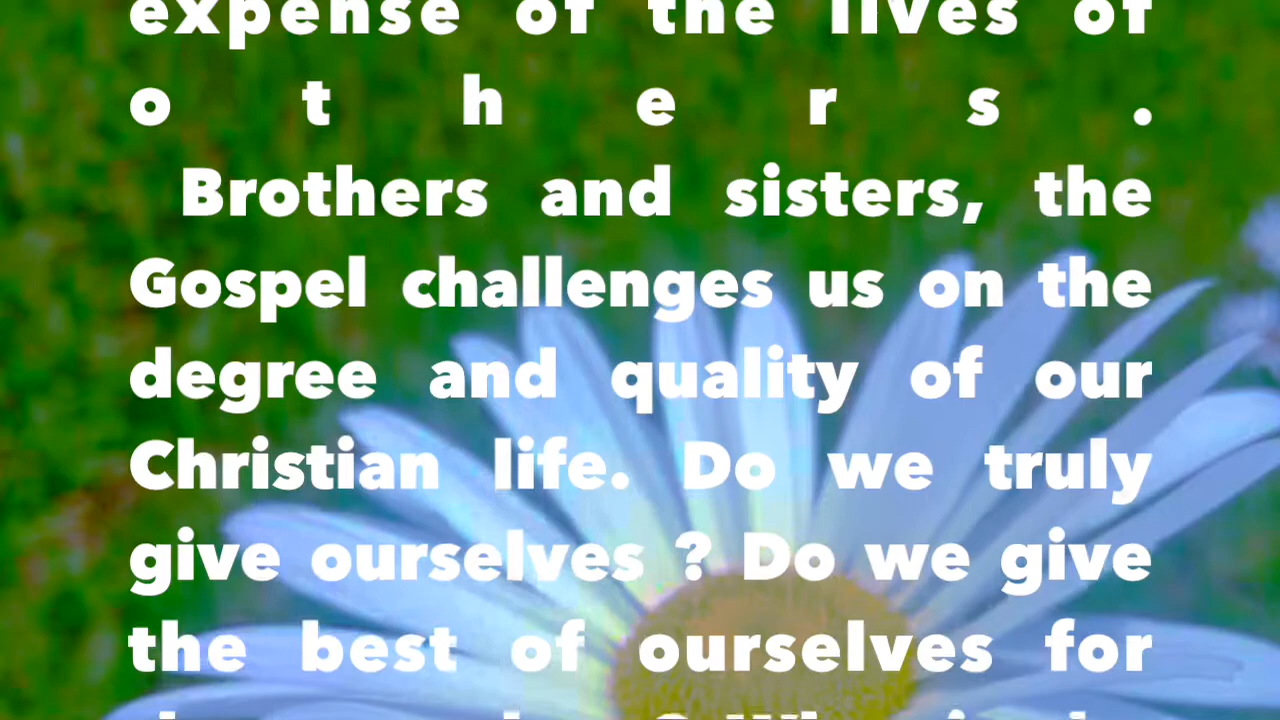 expense of the lives of
others.
Brothers and sisters, the
Gospel challenges us on the
degree and quality of our
Christian life. Do we truly
give ourselves ? Do we give
the best of ourselves for